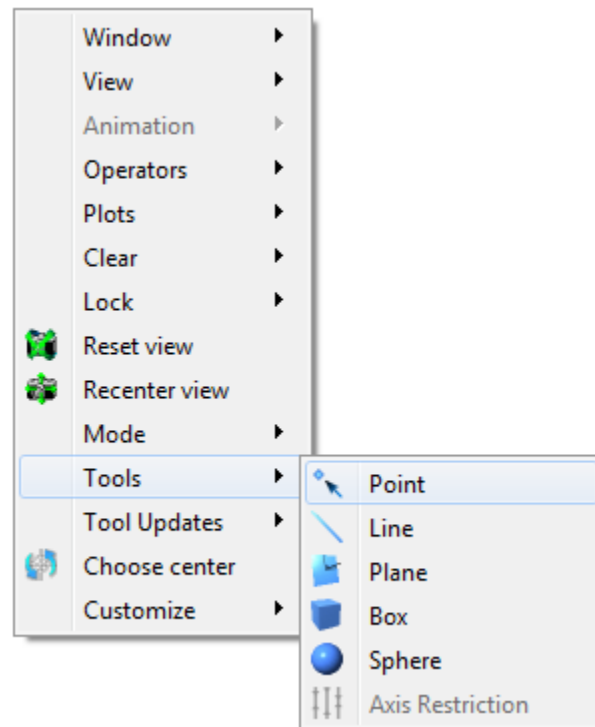 Window
View
Animation
Operators
Plots
Clear
Lock
Reset view
Recenter view
Mode
Tools
Tool Updates
Choose center
Customize
Point
Line
Plane
Box
Sphere
Axis Restriction